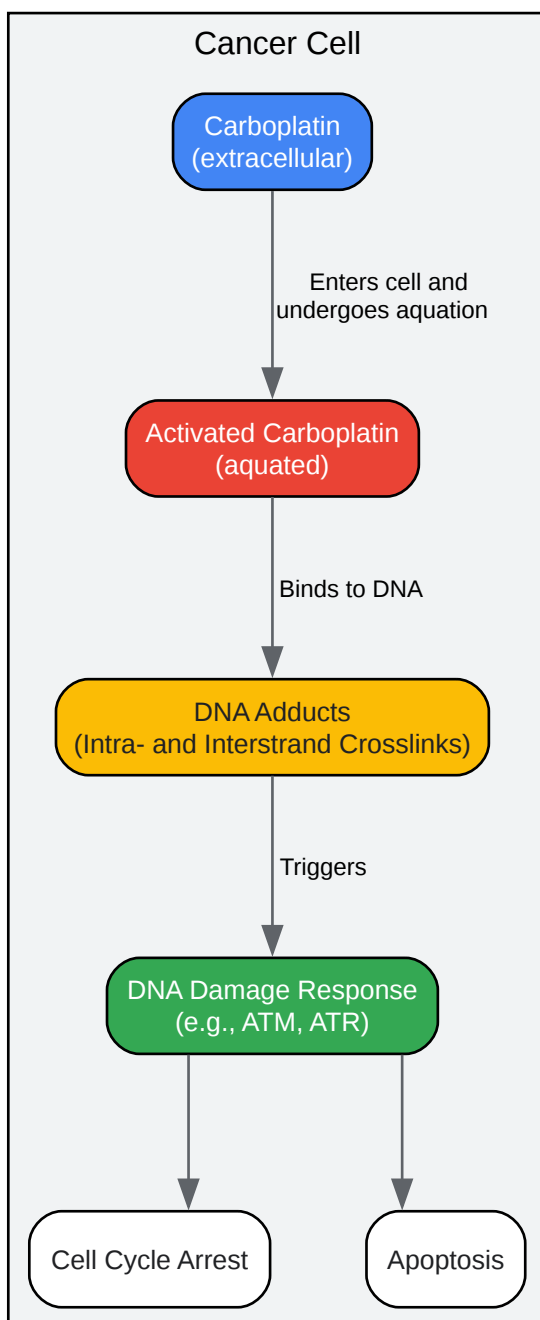 Cancer Cell
Carboplatin
(extracellular)
Enters cell and
undergoes aquation
Activated Carboplatin
(aquated)
Binds to DNA
DNA Adducts
(Intra- and Interstrand Crosslinks)
Triggers
DNA Damage Response
(e.g., ATM, ATR)
Cell Cycle Arrest
Apoptosis